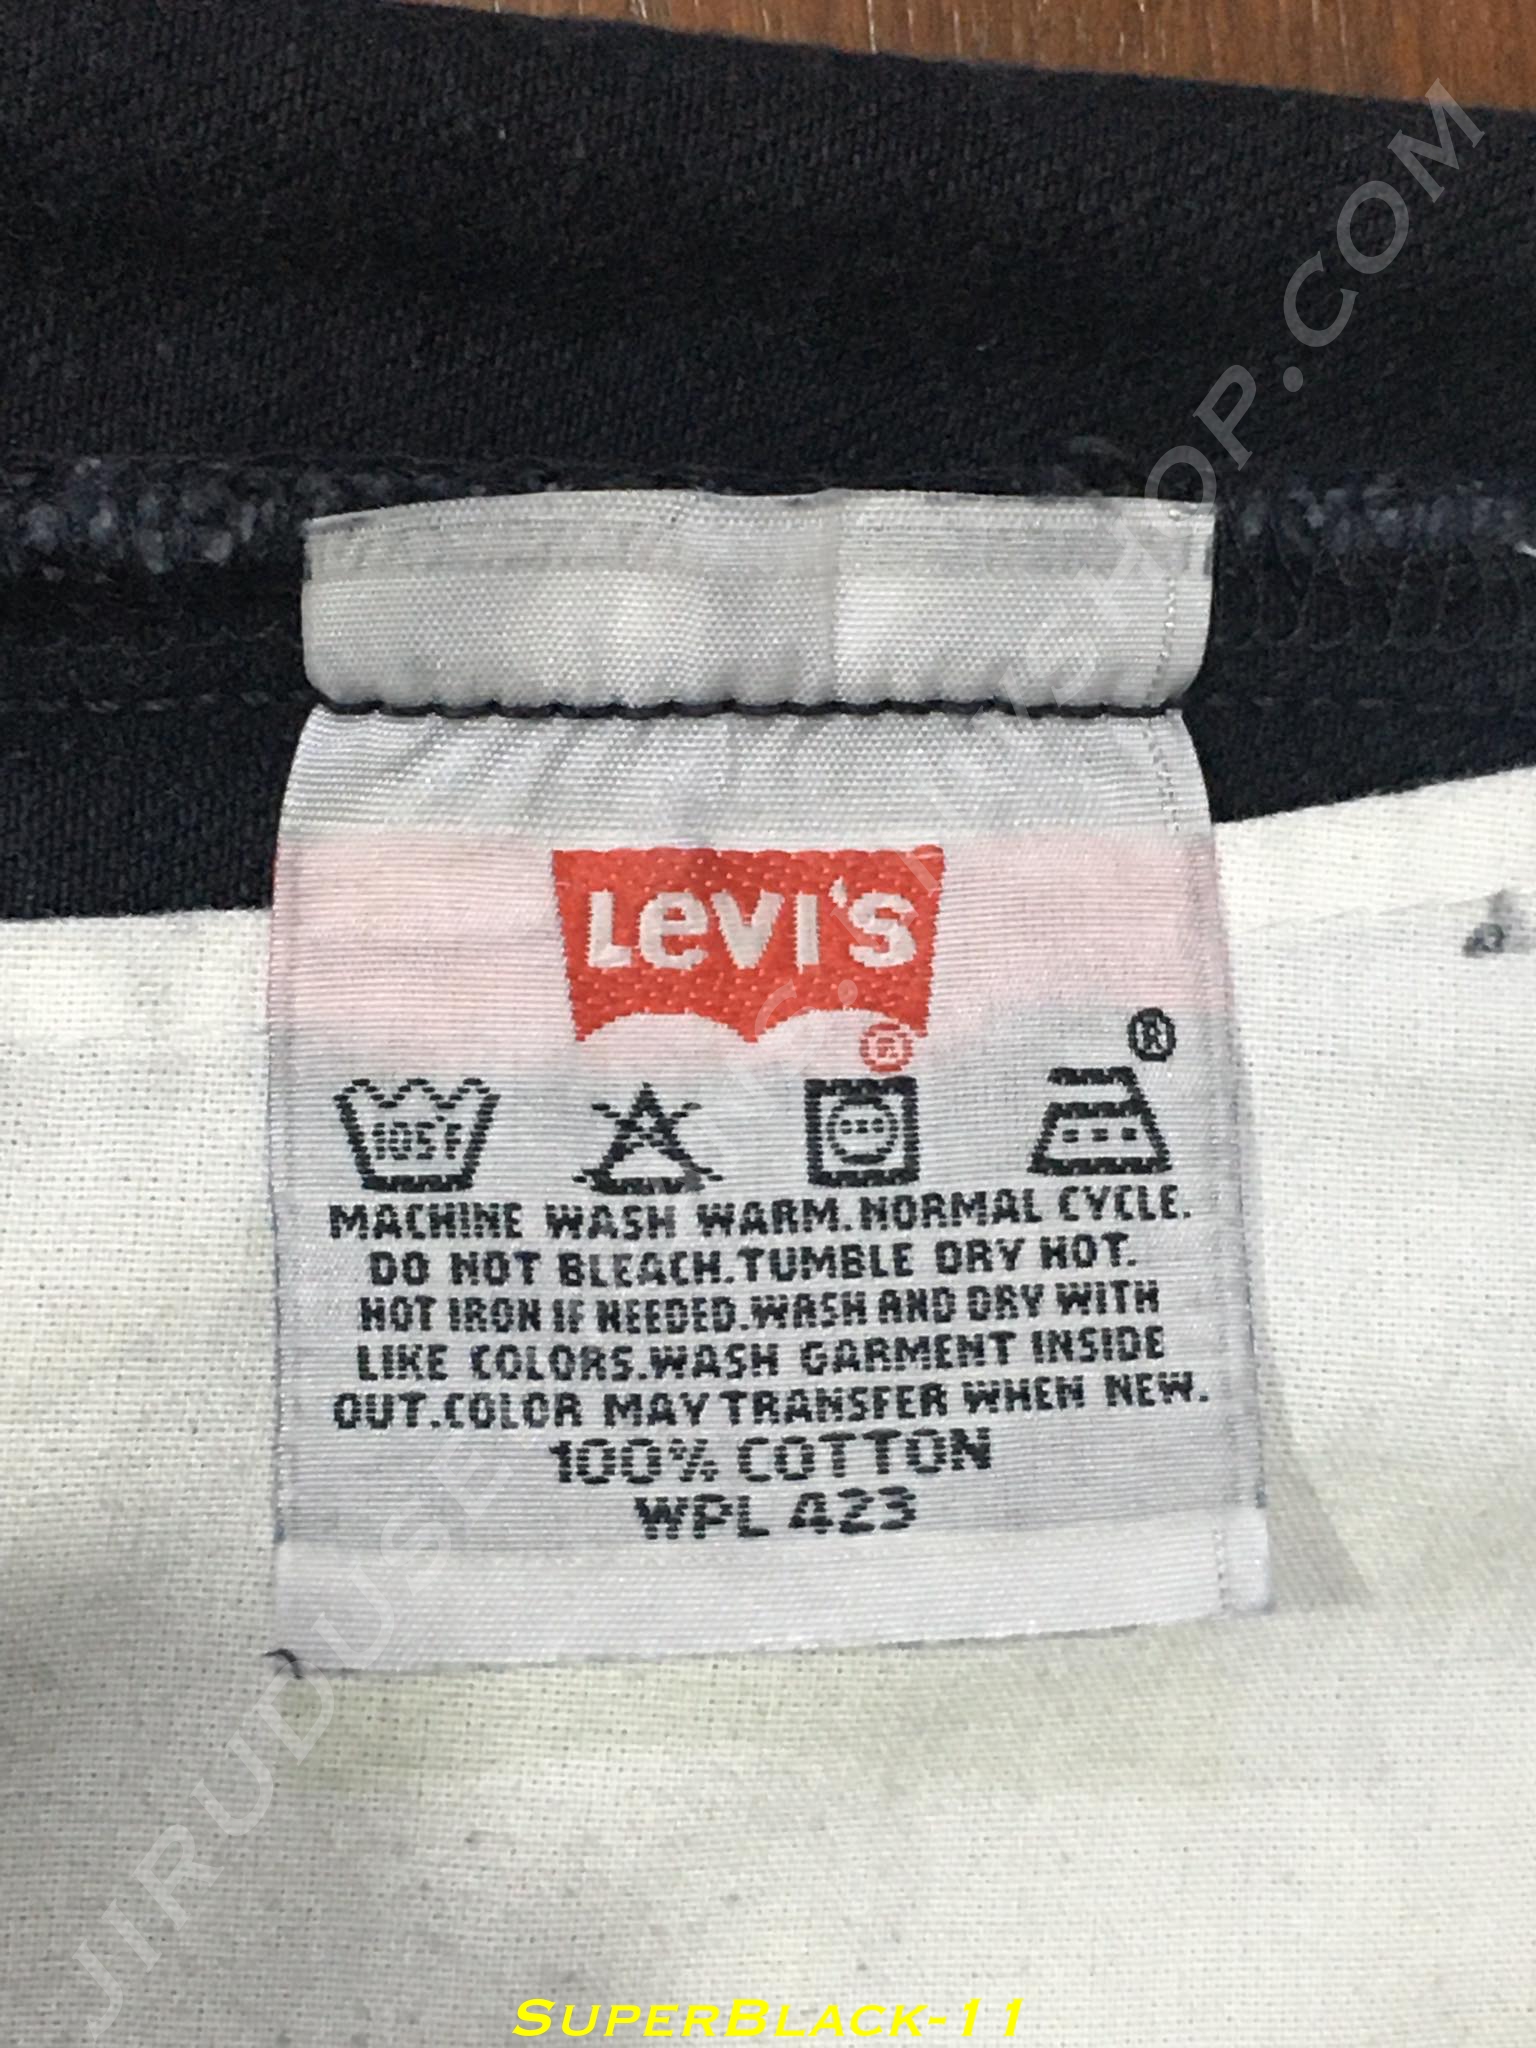 LEVI'S
®
®
105F
MACHINE WASH WARM.NORMAL CYCLE.
DO NOT BLEACH.TUMBLE DRY HOT.
HOT IRON IF NEEDED.WASH AND DRY WITH
LIKE COLORS.WASH GARMENT INSIDE
OUT.COLOR MAY TRANSFER WHEN NEW.
100% COTTON
WPL 423
SUPERBLACK-11